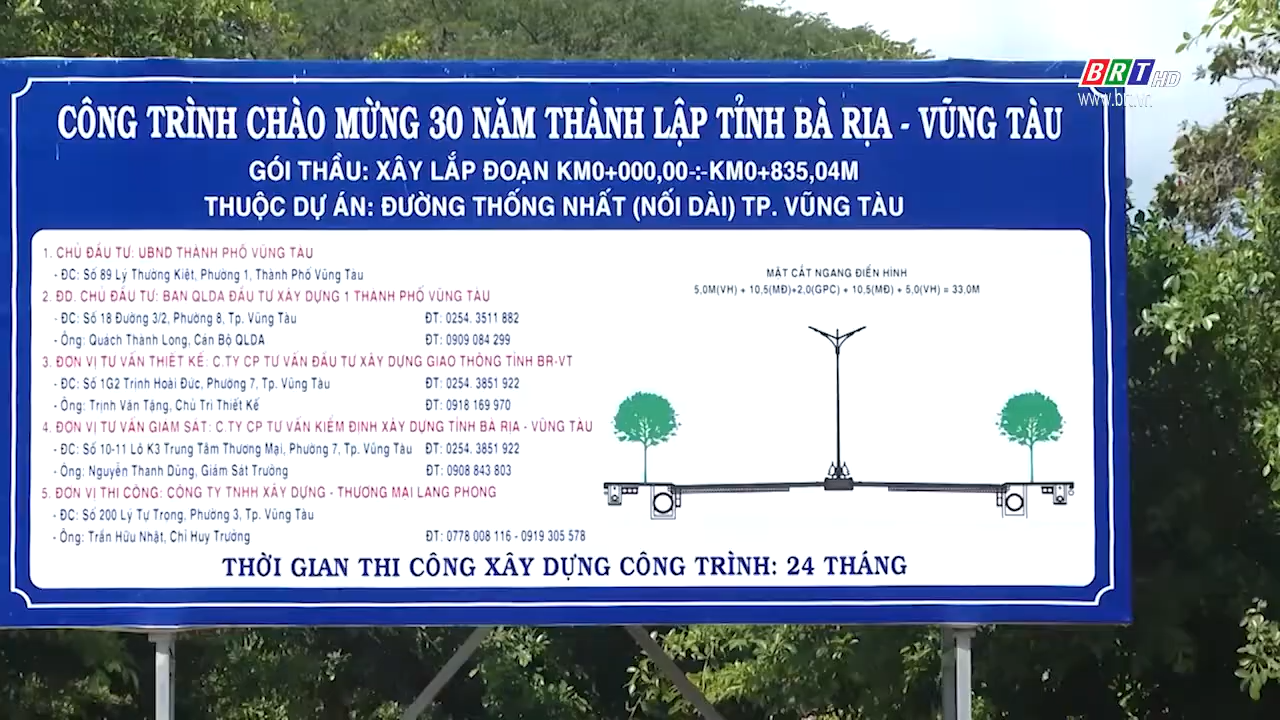 BRT HD
www.brt.vn
CÔNG TRÌNH CHÀO MỪNG 30 NĂM THÀNH LẬP TỈNH BÀ RỊA - VŨNG TÀU
GÓI THẦU: XÂY LẮP ĐOẠN KM0+000,00÷KM0+835,04M
THUỘC DỰ ÁN: ĐƯỜNG THỐNG NHẤT (NỐI DÀI) TP. VŨNG TÀU
1. CHỦ ĐẦU TƯ: UBND THÀNH PHỐ VŨNG TÀU
- ĐC: Số 89 Lý Thường Kiệt, Phường 1, Thành Phố Vũng Tàu
2. ĐD. CHỦ ĐẦU TƯ: BAN QLDA ĐẦU TƯ XÂY DỰNG 1 THÀNH PHỐ VŨNG TÀU
- ĐC: Số 18 Đường 3/2, Phường 8, Tp. Vũng Tàu ĐT: 0254. 3511 882
- Ông: Quách Thành Long, Cán Bộ QLDA ĐT: 0909 084 299
3. ĐƠN VỊ TƯ VẤN THIẾT KẾ: C.TY CP TƯ VẤN ĐẦU TƯ XÂY DỰNG GIAO THÔNG TỈNH BR-VT
- ĐC: Số 1G2 Trịnh Hoài Đức, Phường 7, Tp. Vũng Tàu ĐT: 0254. 3851 922
- Ông: Trịnh Văn Tặng, Chủ Trì Thiết Kế ĐT: 0918 169 970
4. ĐƠN VỊ TƯ VẤN GIÁM SÁT: C.TY CP TƯ VẤN KIỂM ĐỊNH XÂY DỰNG TỈNH BÀ RỊA - VŨNG TÀU
- ĐC: Số 10-11 Lô K3 Trung Tâm Thương Mại, Phường 7, Tp. Vũng Tàu ĐT: 0254. 3851 922
- Ông: Nguyễn Thanh Dũng, Giám Sát Trưởng ĐT: 0908 843 803
5. ĐƠN VỊ THI CÔNG: CÔNG TY TNHH XÂY DỰNG - THƯƠNG MẠI LANG PHONG
- ĐC: Số 200 Lý Tự Trọng, Phường 3, Tp. Vũng Tàu
- Ông: Trần Hữu Nhật, Chỉ Huy Trưởng ĐT: 0778 008 116 - 0919 305 578
MẶT CẮT NGANG ĐIỂN HÌNH
5,0M(VH) + 10,5(MĐ)+2,0(GPC) + 10,5(MĐ) + 5,0(VH) = 33,0M
THỜI GIAN THI CÔNG XÂY DỰNG CÔNG TRÌNH: 24 THÁNG